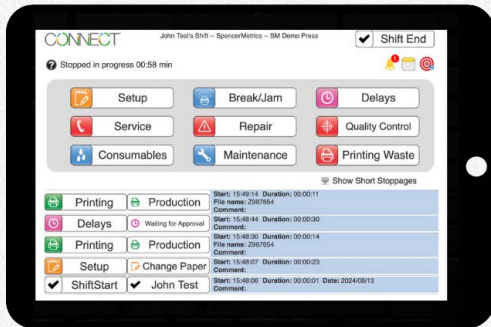 CONNECT
John Test's Shift -- SpencerMetrics -- SM Demo Press
Shift End
Stopped in progress 00:58 min
Setup
Break/Jam
Delays
Service
Repair
Quality Control
Consumables
Maintenance
Printing Waste
Show Short Stoppages
Printing Production Start: 15:49:14 Duration: 00:00:11
File name: Z987654
Comment:
Delays Waiting for Approval Start: 15:48:44 Duration: 00:00:30
Comment:
Printing Production Start: 15:48:30 Duration: 00:00:14
File name: Z987654
Comment:
Setup Change Paper Start: 15:48:07 Duration: 00:00:23
Comment:
ShiftStart John Test Start: 15:48:06 Duration: 00:00:01 Date: 2024/08/13
Comment: